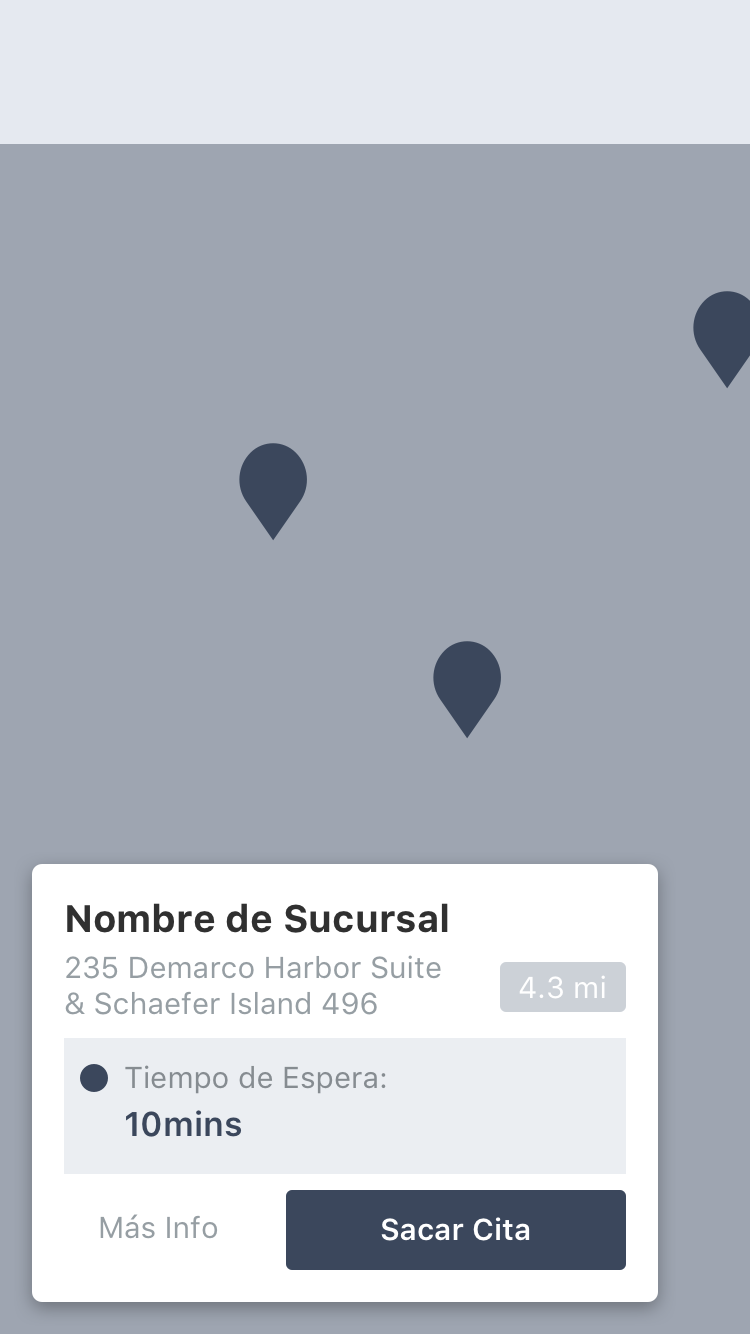 Nombre de Sucursal
235 Demarco Harbor Suite
& Schaefer Island 496
4.3 mi
Tiempo de Espera:
10mins
Más Info
Sacar Cita